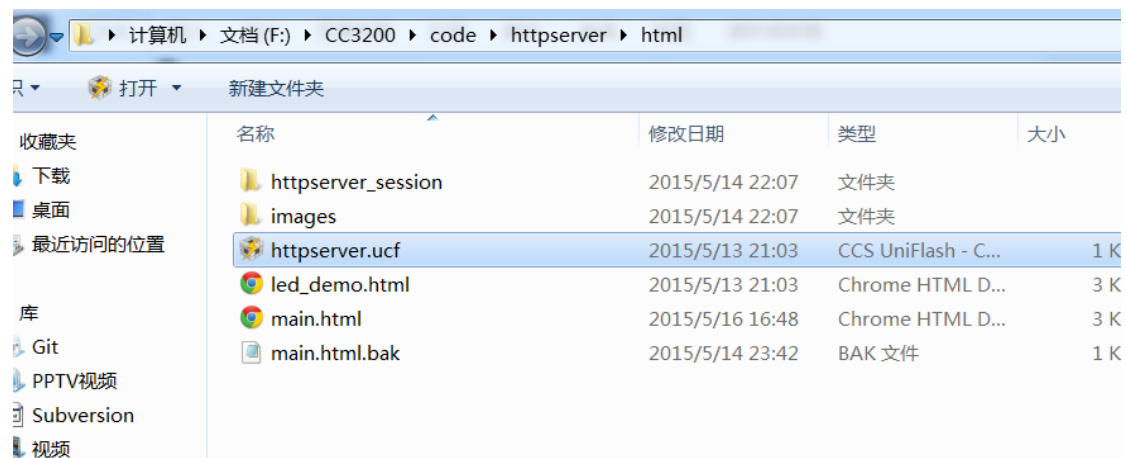 计算机 文档 (F:) CC3200 code httpserver html
打开 新建文件夹
收藏夹
下载
桌面
最近访问的位置
库
Git
PPTV视频
Subversion
视频
名称 修改日期 类型 大小
httpserver_session 2015/5/14 22:07 文件夹
images 2015/5/14 22:07 文件夹
httpserver.ucf 2015/5/13 21:03 CCS UniFlash - C... 1 K
led_demo.html 2015/5/13 21:03 Chrome HTML D... 3 K
main.html 2015/5/16 16:48 Chrome HTML D... 3 K
main.html.bak 2015/5/14 23:42 BAK 文件 1 K